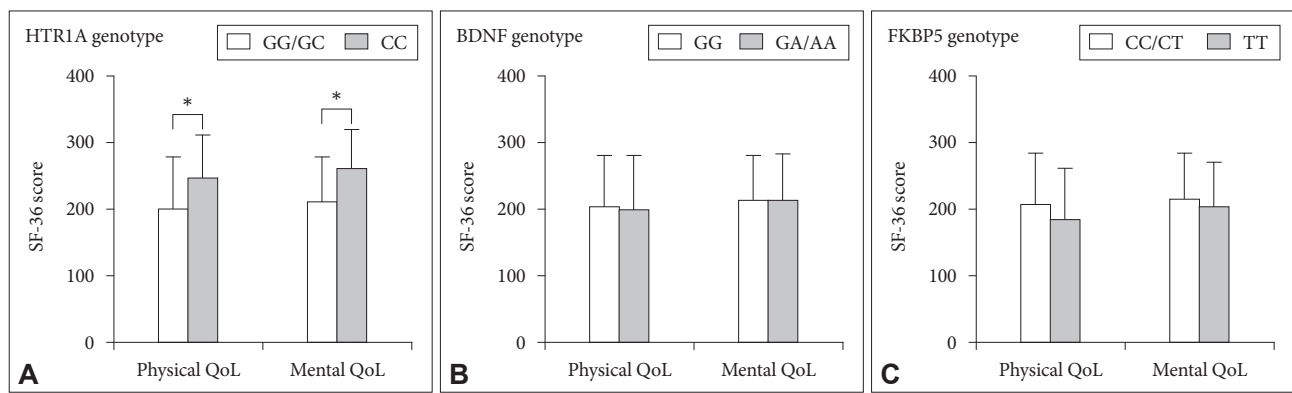 HTR1A genotype
GG/GC CC
400
300
200
100
0
SF-36 score
* *
Physical QoL Mental QoL
A
BDNF genotype
GG GA/AA
400
300
200
100
0
SF-36 score
Physical QoL Mental QoL
B
FKBP5 genotype
CC/CT TT
400
300
200
100
0
SF-36 score
Physical QoL Mental QoL
C